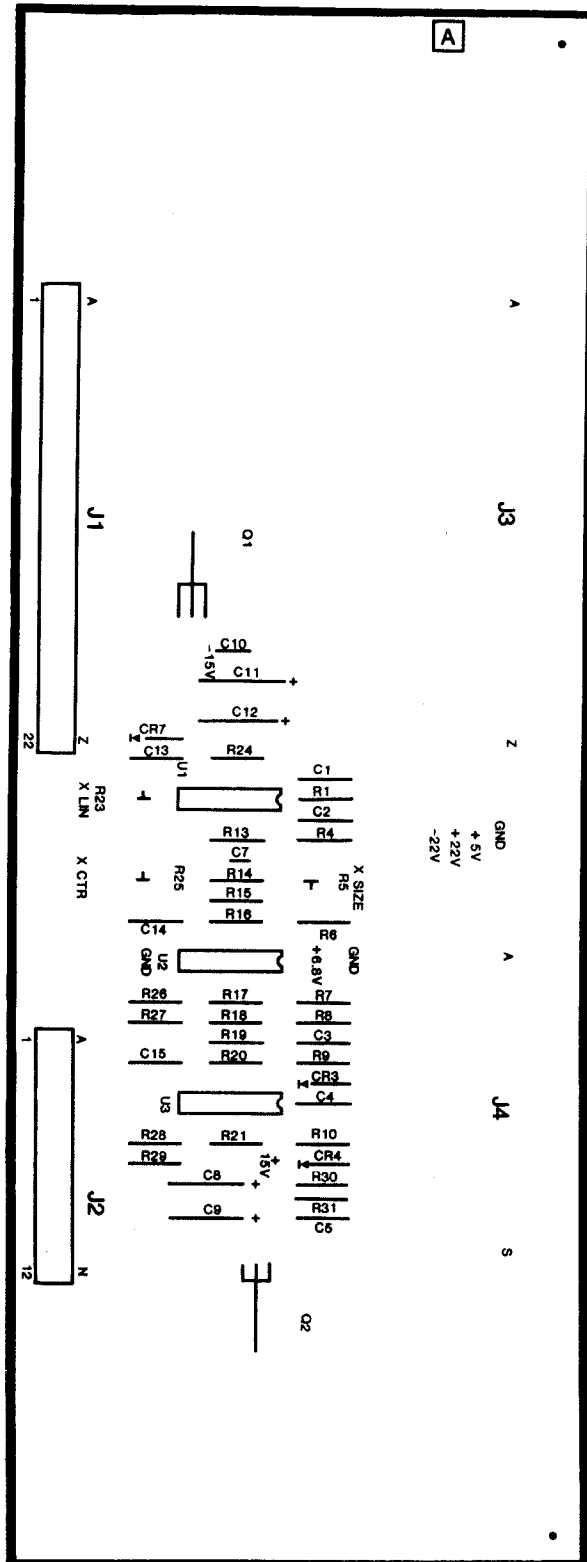 A
A
A
1
J3
J1
Q1
C10
-15V
C11
+
C12
+
CR7
22
Z
Z
C13
R24
U1
C1
R23
X LIN
R1
C2
GND
+ 5V
+ 22V
-22V
R13
R4
C7
X CTR
R25
R14
X SIZE
R5
R15
R16
C14
R6
GND
U2
+6.8V
GND
A
R26
R17
R7
R27
R18
R8
1
A
R19
C3
C15
R20
R9
CR3
U3
C4
J4
R28
R21
R10
R29
+
15V
CR4
J2
C8
+
R30
C9
+
R31
C5
S
12
N
Q2